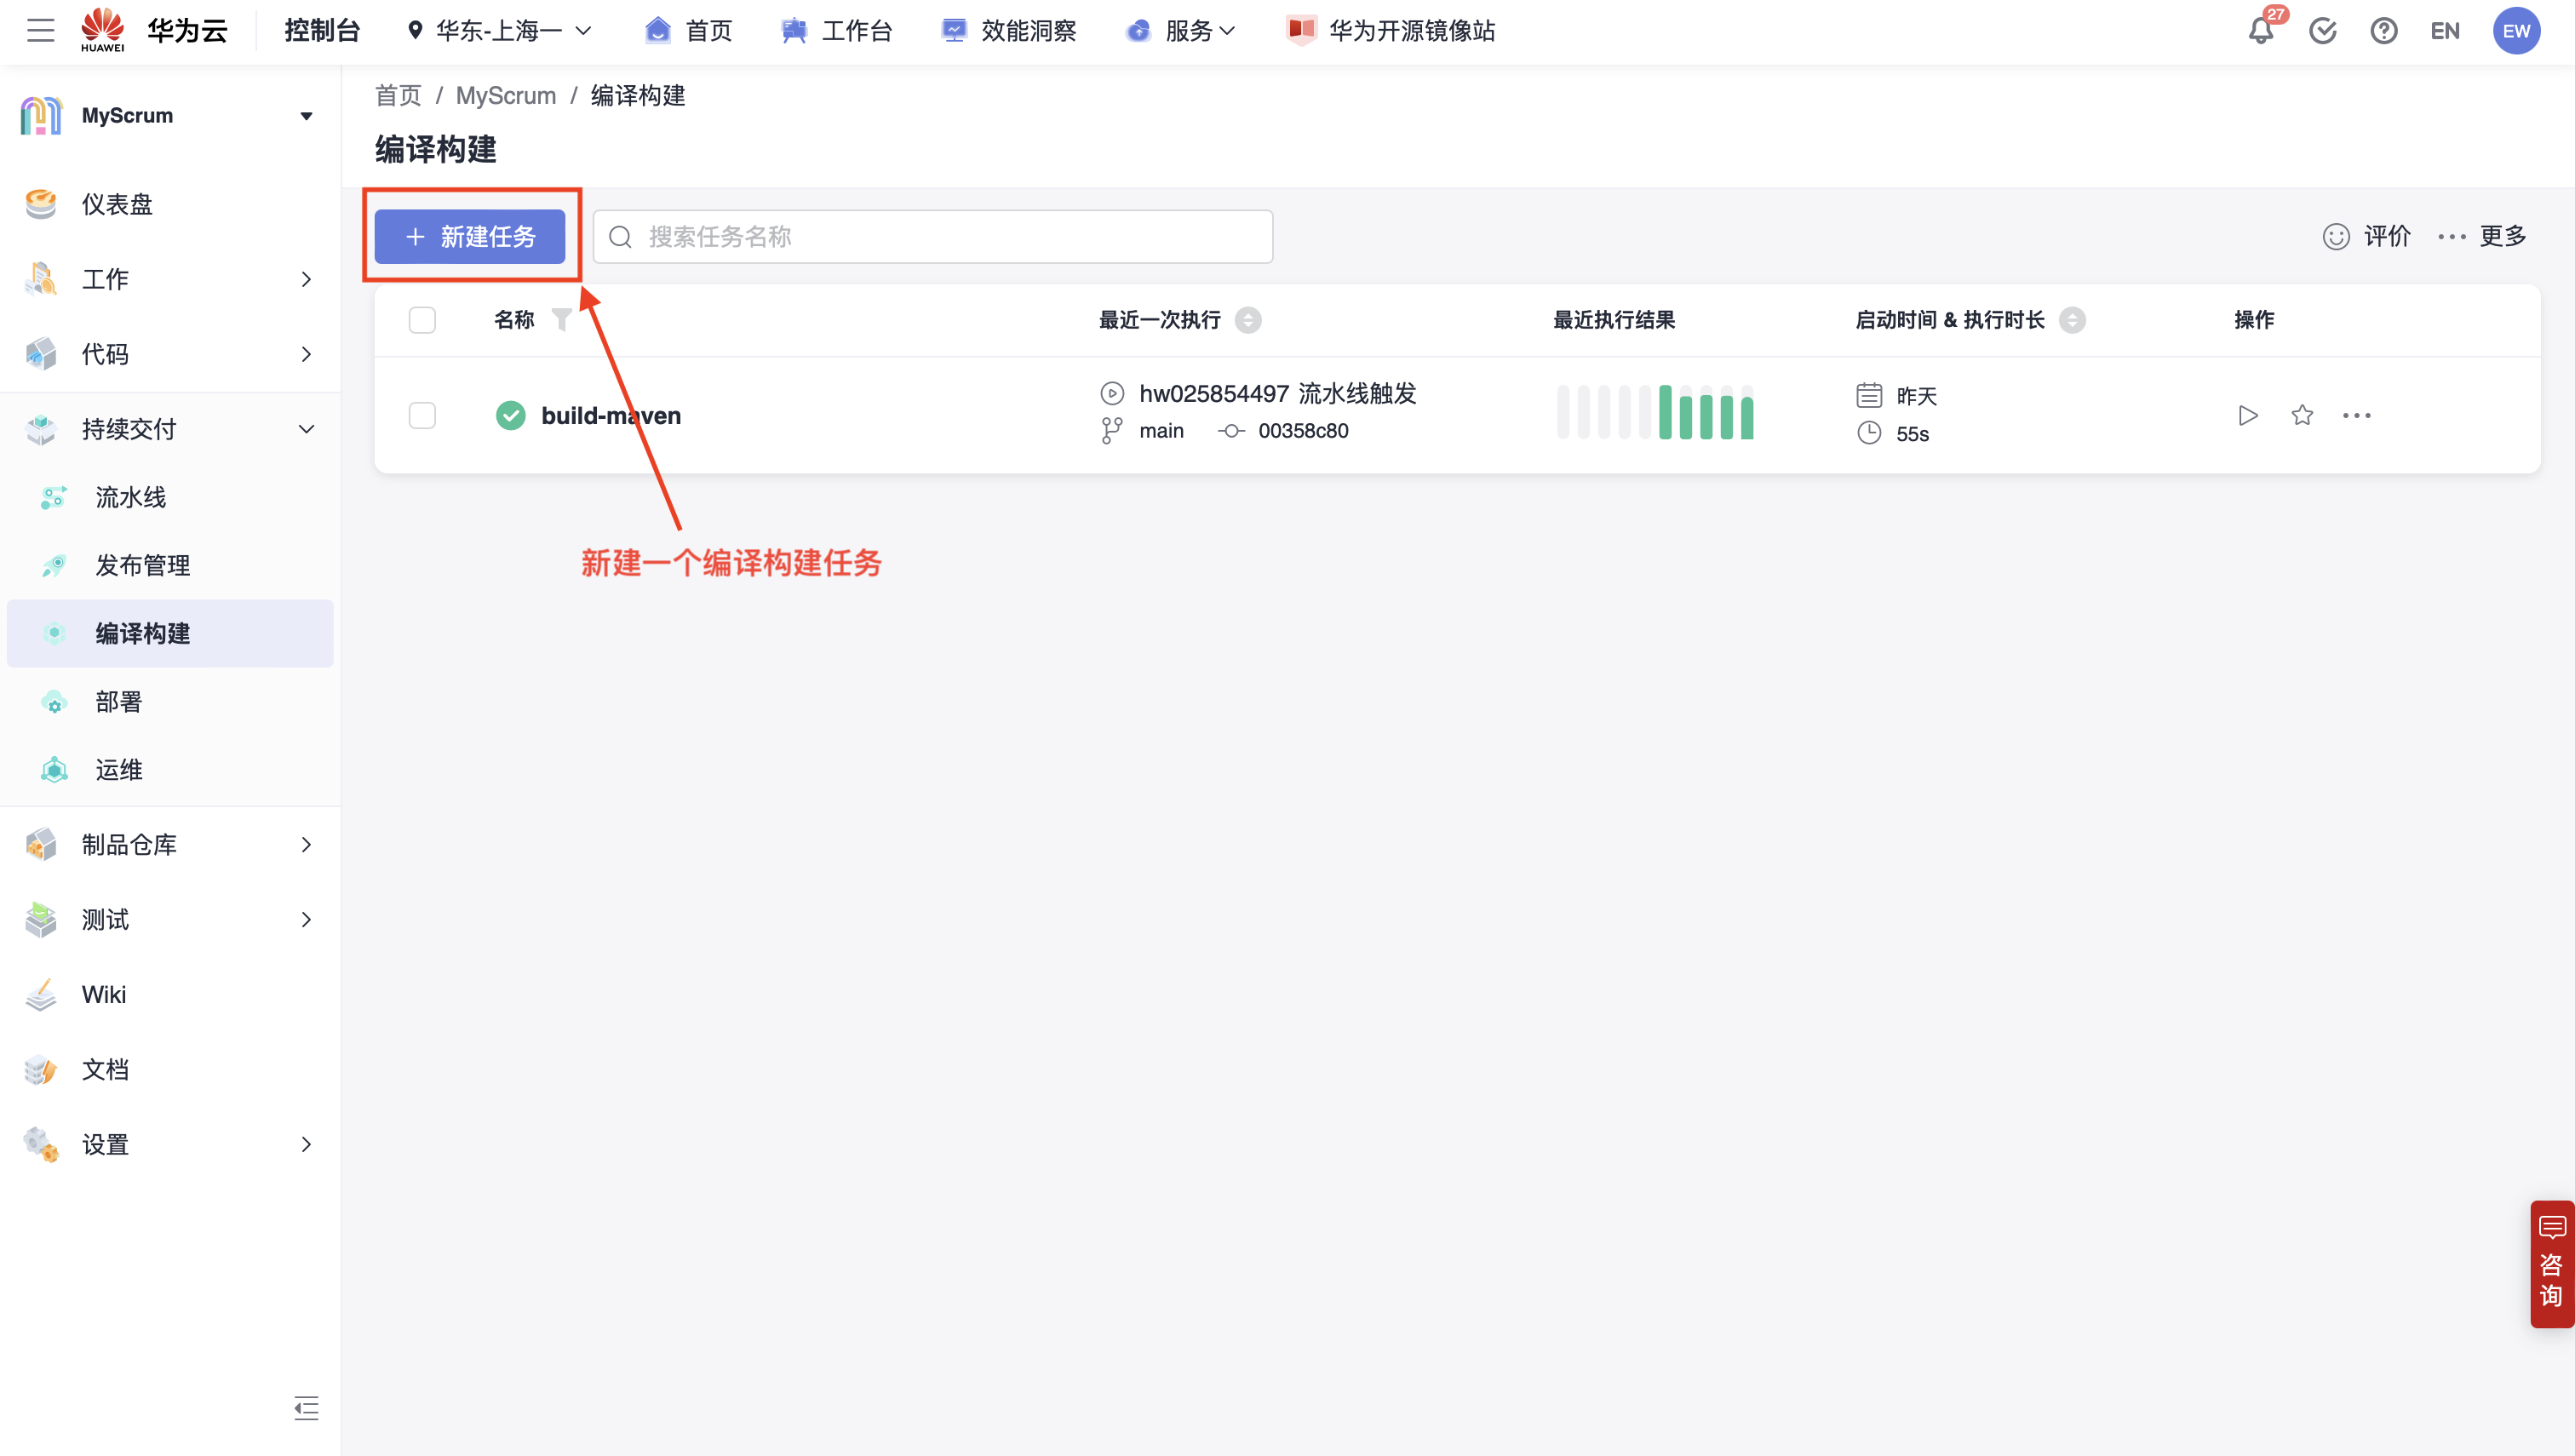 HUAWEI 华为云 控制台 华东-上海一 首页 工作台 效能洞察 服务 华为开源镜像站 27 EN EW
MyScrum
仪表盘
工作
代码
持续交付
流水线
发布管理
编译构建
部署
运维
制品仓库
测试
Wiki
文档
设置
首页 / MyScrum / 编译构建
编译构建
新建任务 搜索任务名称 评价 更多
名称 最近一次执行 最近执行结果 启动时间 & 执行时长 操作
build-maven hw025854497 流水线触发 昨天
main 00358c80 55s
新建一个编译构建任务
咨
询